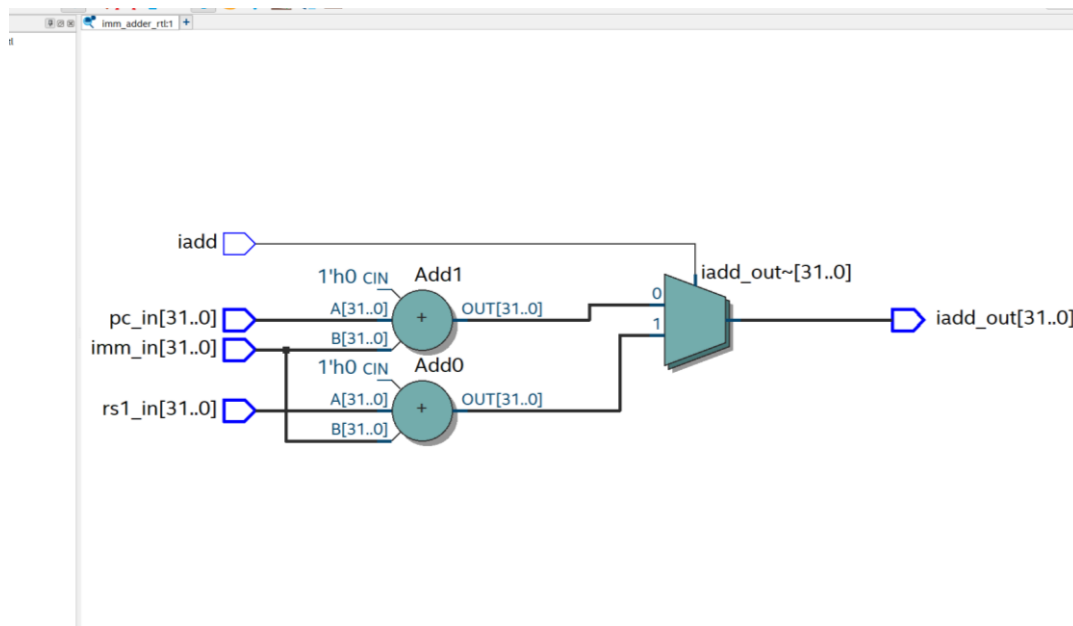 imm_adder_rtl:1
iadd
1'h0 CIN
Add1
iadd_out~[31..0]
pc_in[31..0]
A[31..0]
+
OUT[31..0]
0
1
iadd_out[31..0]
imm_in[31..0]
B[31..0]
1'h0 CIN
Add0
rs1_in[31..0]
A[31..0]
+
OUT[31..0]
B[31..0]